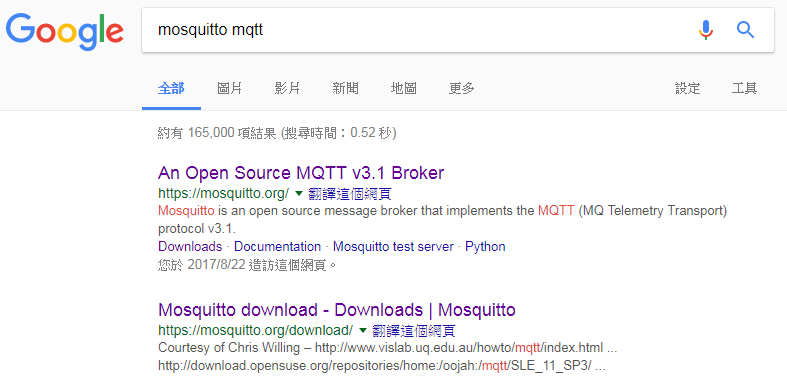 Google
mosquitto mqtt
全部 圖片 影片 新聞 地圖 更多 設定 工具
約有 165,000 項結果 (搜尋時間：0.52 秒)
An Open Source MQTT v3.1 Broker
https://mosquitto.org/ 翻譯這個網頁
Mosquitto is an open source message broker that implements the MQTT (MQ Telemetry Transport)
protocol v3.1.
Downloads · Documentation · Mosquitto test server · Python
您於 2017/8/22 造訪這個網頁。
Mosquitto download - Downloads | Mosquitto
https://mosquitto.org/download/ 翻譯這個網頁
Courtesy of Chris Willing – http://www.vislab.uq.edu.au/howto/mqtt/index.html ...
http://download.opensuse.org/repositories/home:/oojah:/mqtt/SLE_11_SP3/ ...